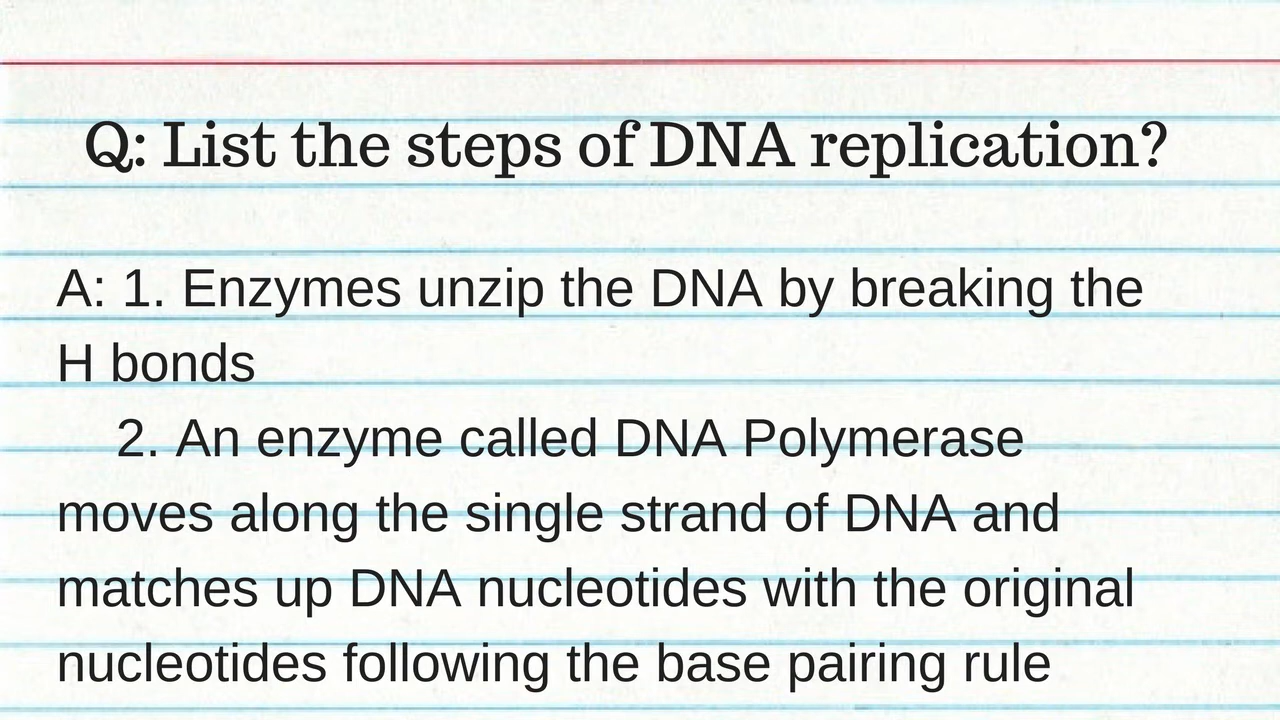 Q: List the steps of DNA replication?
A: 1. Enzymes unzip the DNA by breaking the
H bonds
2. An enzyme called DNA Polymerase
moves along the single strand of DNA and
matches up DNA nucleotides with the original
nucleotides following the base pairing rule